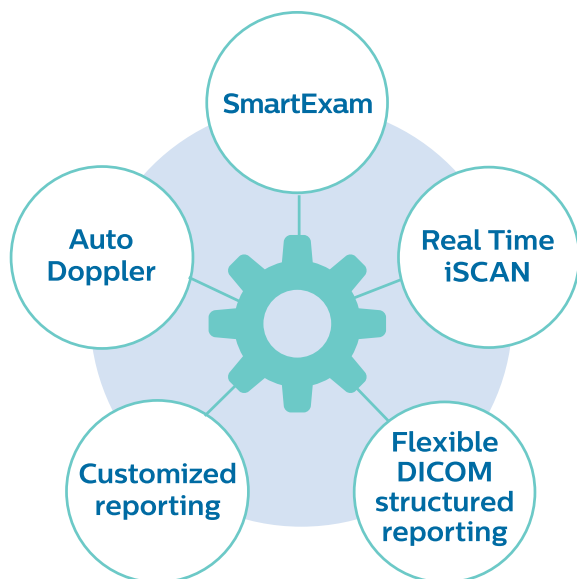 SmartExam
Auto
Doppler
Real Time
iSCAN
Customized
reporting
Flexible
DICOM
structured
reporting